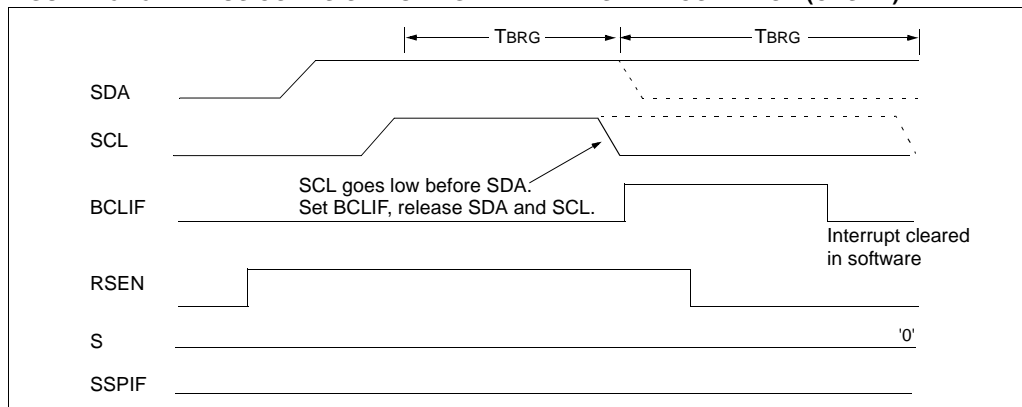 TBRG TBRG
SDA
SCL
SCL goes low before SDA.
Set BCLIF, release SDA and SCL.
BCLIF
Interrupt cleared
in software
RSEN
S '0'
SSPIF